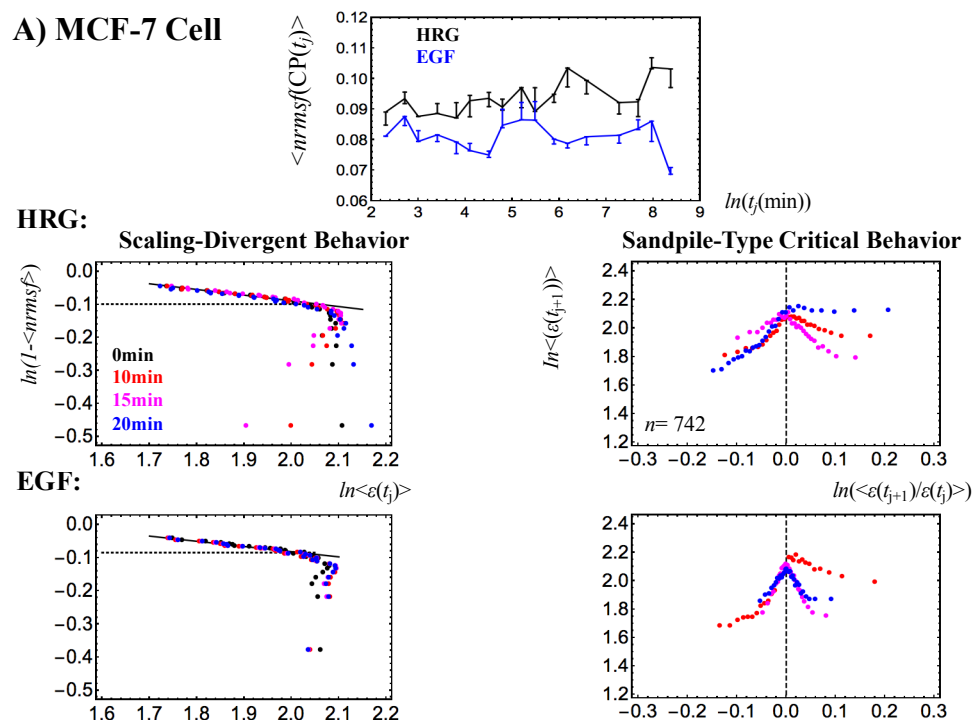 A) MCF-7 Cell
<nrmsf(CP(tj)>
0.12
0.11
0.10
0.09
0.08
0.07
0.06
HRG
EGF
2 3 4 5 6 7 8 9
ln(tj(min))
HRG:
Scaling-Divergent Behavior
ln(1-<nrmsf>)
0.0
-0.1
-0.2
-0.3
-0.4
-0.5
0min
10min
15min
20min
1.6 1.7 1.8 1.9 2.0 2.1 2.2
ln<ε(tj)>
Sandpile-Type Critical Behavior
ln<(ε(tj+1))>
2.4
2.2
2.0
1.8
1.6
1.4
1.2
n= 742
-0.3 -0.2 -0.1 0.0 0.1 0.2 0.3
ln(<ε(tj+1)/ε(tj)>)
EGF:
0.0
-0.1
-0.2
-0.3
-0.4
-0.5
1.6 1.7 1.8 1.9 2.0 2.1 2.2
2.4
2.2
2.0
1.8
1.6
1.4
1.2
-0.3 -0.2 -0.1 0.0 0.1 0.2 0.3